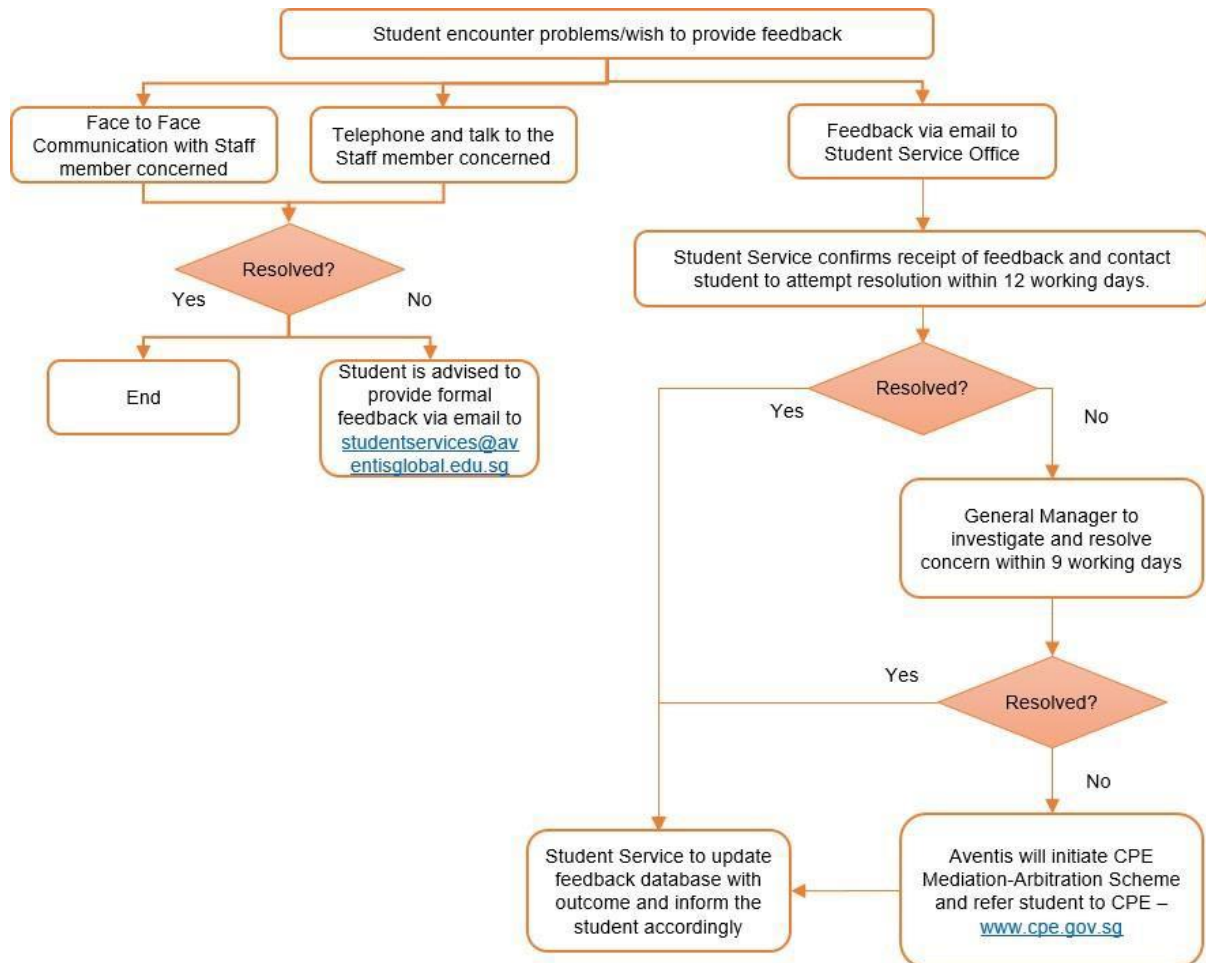 Student encounter problems/wish to provide feedback
Face to Face
Communication with Staff
member concerned
Telephone and talk to the
Staff member concerned
Feedback via email to
Student Service Office
Resolved?
Yes
No
Student Service confirms receipt of feedback and contact
student to attempt resolution within 12 working days.
End
Student is advised to
provide formal
feedback via email to
studentservices@av
entisglobal.edu.sg
Resolved?
Yes
No
General Manager to
investigate and resolve
concern within 9 working days
Yes
Resolved?
No
Student Service to update
feedback database with
outcome and inform the
student accordingly
Aventis will initiate CPE
Mediation-Arbitration Scheme
and refer student to CPE –
www.cpe.gov.sg